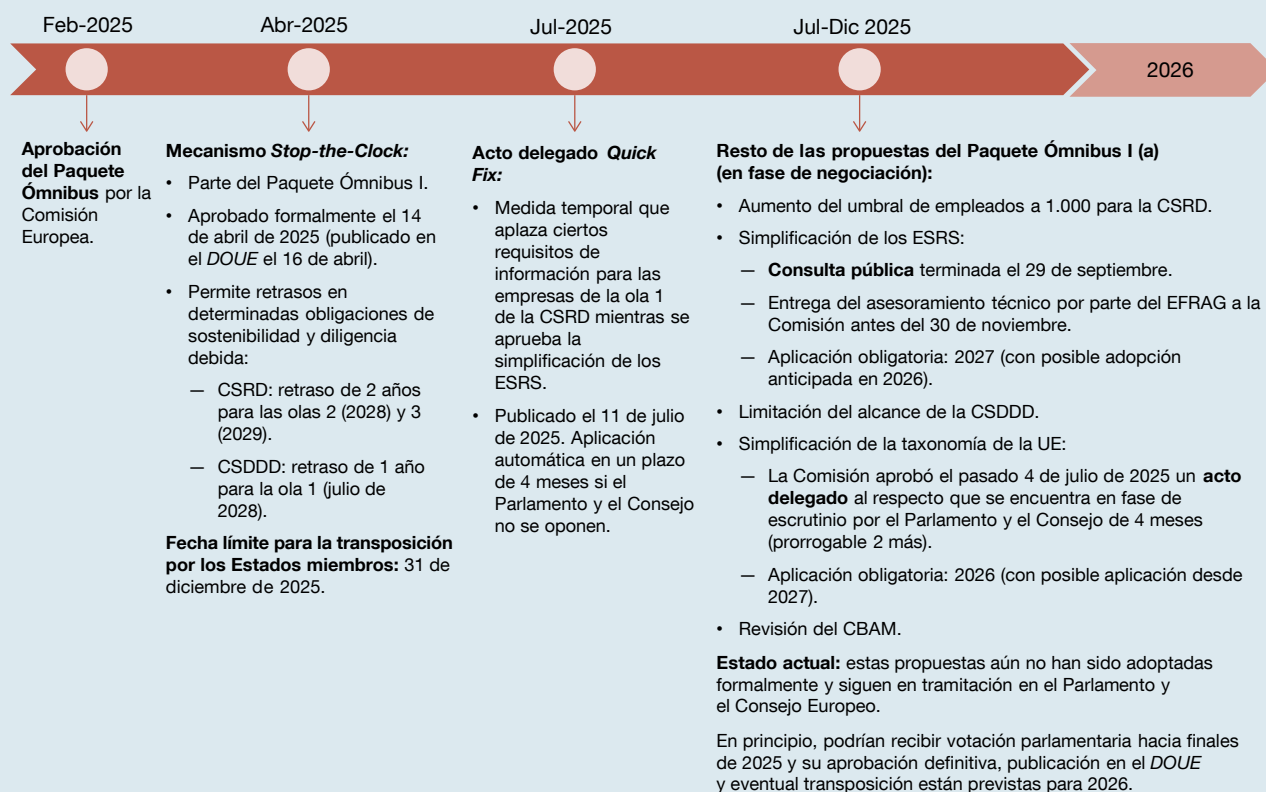 Feb-2025
Abr-2025
Jul-2025
Jul-Dic 2025
2026
Aprobación
del Paquete
Ómnibus por la
Comisión
Europea.
Mecanismo Stop-the-Clock:
• Parte del Paquete Ómnibus I.
• Aprobado formalmente el 14
de abril de 2025 (publicado en
el DOUE el 16 de abril).
• Permite retrasos en
determinadas obligaciones de
sostenibilidad y diligencia
debida:
— CSRD: retraso de 2 años
para las olas 2 (2028) y 3
(2029).
— CSDDD: retraso de 1 año
para la ola 1 (julio de
2028).
Fecha límite para la transposición
por los Estados miembros: 31 de
diciembre de 2025.
Acto delegado Quick
Fix:
• Medida temporal que
aplaza ciertos
requisitos de
información para las
empresas de la ola 1
de la CSRD mientras se
aprueba la
simplificación de los
ESRS.
• Publicado el 11 de julio
de 2025. Aplicación
automática en un plazo
de 4 meses si el
Parlamento y el Consejo
no se oponen.
Resto de las propuestas del Paquete Ómnibus I (a)
(en fase de negociación):
• Aumento del umbral de empleados a 1.000 para la CSRD.
• Simplificación de los ESRS:
— Consulta pública terminada el 29 de septiembre.
— Entrega del asesoramiento técnico por parte del EFRAG a la
Comisión antes del 30 de noviembre.
— Aplicación obligatoria: 2027 (con posible adopción
anticipada en 2026).
• Limitación del alcance de la CSDDD.
• Simplificación de la taxonomía de la UE:
— La Comisión aprobó el pasado 4 de julio de 2025 un acto
delegado al respecto que se encuentra en fase de
escrutinio por el Parlamento y el Consejo de 4 meses
(prorrogable 2 más).
— Aplicación obligatoria: 2026 (con posible aplicación desde
2027).
• Revisión del CBAM.
Estado actual: estas propuestas aún no han sido adoptadas
formalmente y siguen en tramitación en el Parlamento y
el Consejo Europeo.
En principio, podrían recibir votación parlamentaria hacia finales
de 2025 y su aprobación definitiva, publicación en el DOUE
y eventual transposición están previstas para 2026.